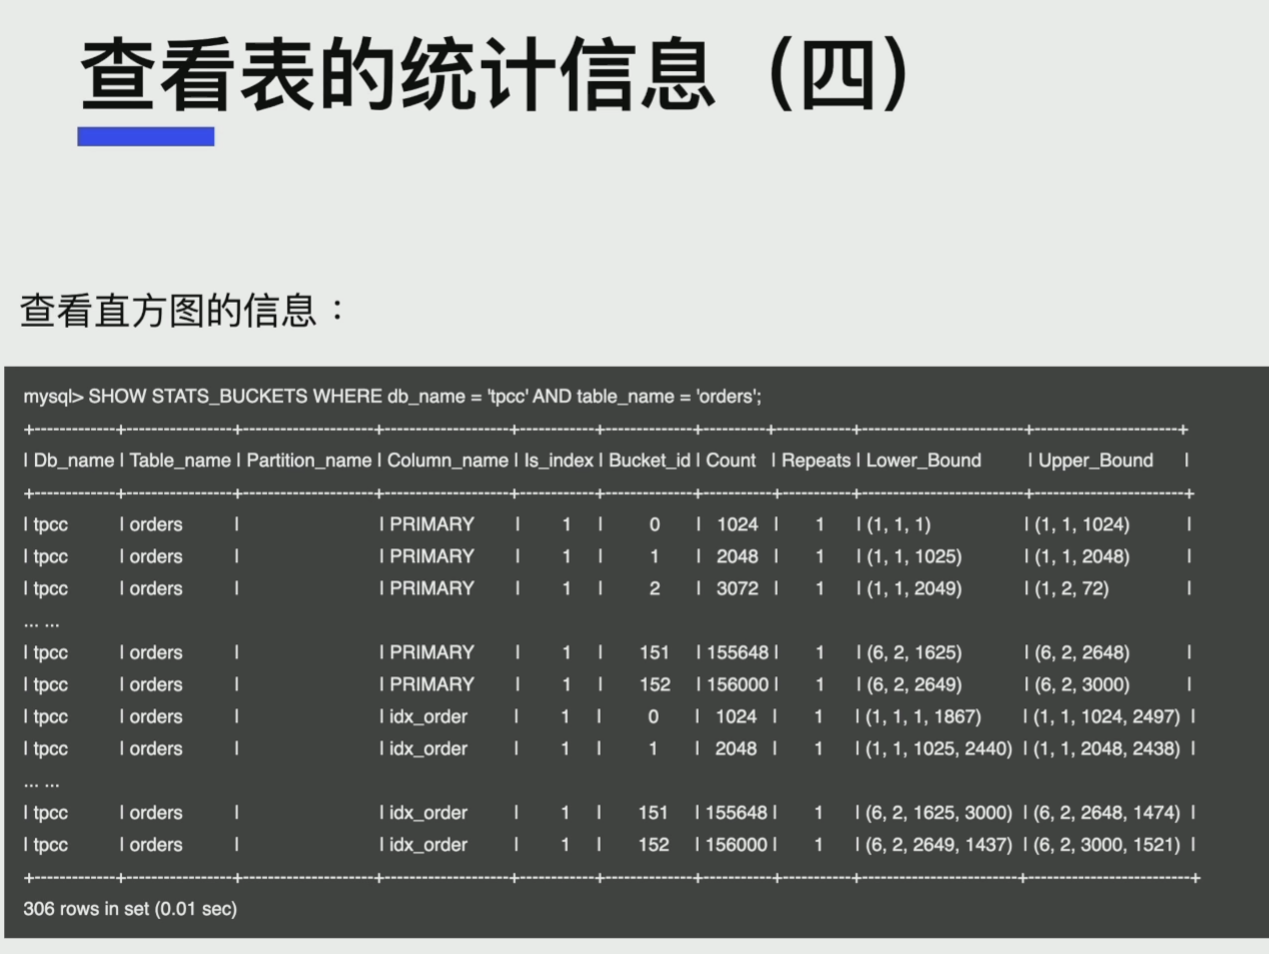 查看表的统计信息（四）
查看直方图的信息：
mysql> SHOW STATS_BUCKETS WHERE db_name = 'tpcc' AND table_name = 'orders';
+-------------+-----------------+----------------------+---------------------+------------+--------------+----------+------------+--------------------------+----------------------+
| Db_name | Table_name | Partition_name | Column_name | Is_index | Bucket_id | Count | Repeats | Lower_Bound | Upper_Bound |
+-------------+-----------------+----------------------+---------------------+------------+--------------+----------+------------+--------------------------+-----------------------+
| tpcc | orders | | PRIMARY | 1 | 0 | 1024 | 1 | (1, 1, 1) | (1, 1, 1024) |
| tpcc | orders | | PRIMARY | 1 | 1 | 2048 | 1 | (1, 1, 1025) | (1, 1, 2048) |
| tpcc | orders | | PRIMARY | 1 | 2 | 3072 | 1 | (1, 1, 2049) | (1, 2, 72) |
... ...
| tpcc | orders | | PRIMARY | 1 | 151 | 155648 | 1 | (6, 2, 1625) | (6, 2, 2648) |
| tpcc | orders | | PRIMARY | 1 | 152 | 156000 | 1 | (6, 2, 2649) | (6, 2, 3000) |
| tpcc | orders | | idx_order | 1 | 0 | 1024 | 1 | (1, 1, 1, 1867) | (1, 1, 1024, 2497) |
| tpcc | orders | | idx_order | 1 | 1 | 2048 | 1 | (1, 1, 1025, 2440) | (1, 1, 2048, 2438) |
... ...
| tpcc | orders | | idx_order | 1 | 151 | 155648 | 1 | (6, 2, 1625, 3000) | (6, 2, 2648, 1474) |
| tpcc | orders | | idx_order | 1 | 152 | 156000 | 1 | (6, 2, 2649, 1437) | (6, 2, 3000, 1521) |
+-------------+-----------------+----------------------+---------------------+------------+--------------+----------+------------+-------------------------+-------------------------+
306 rows in set (0.01 sec)